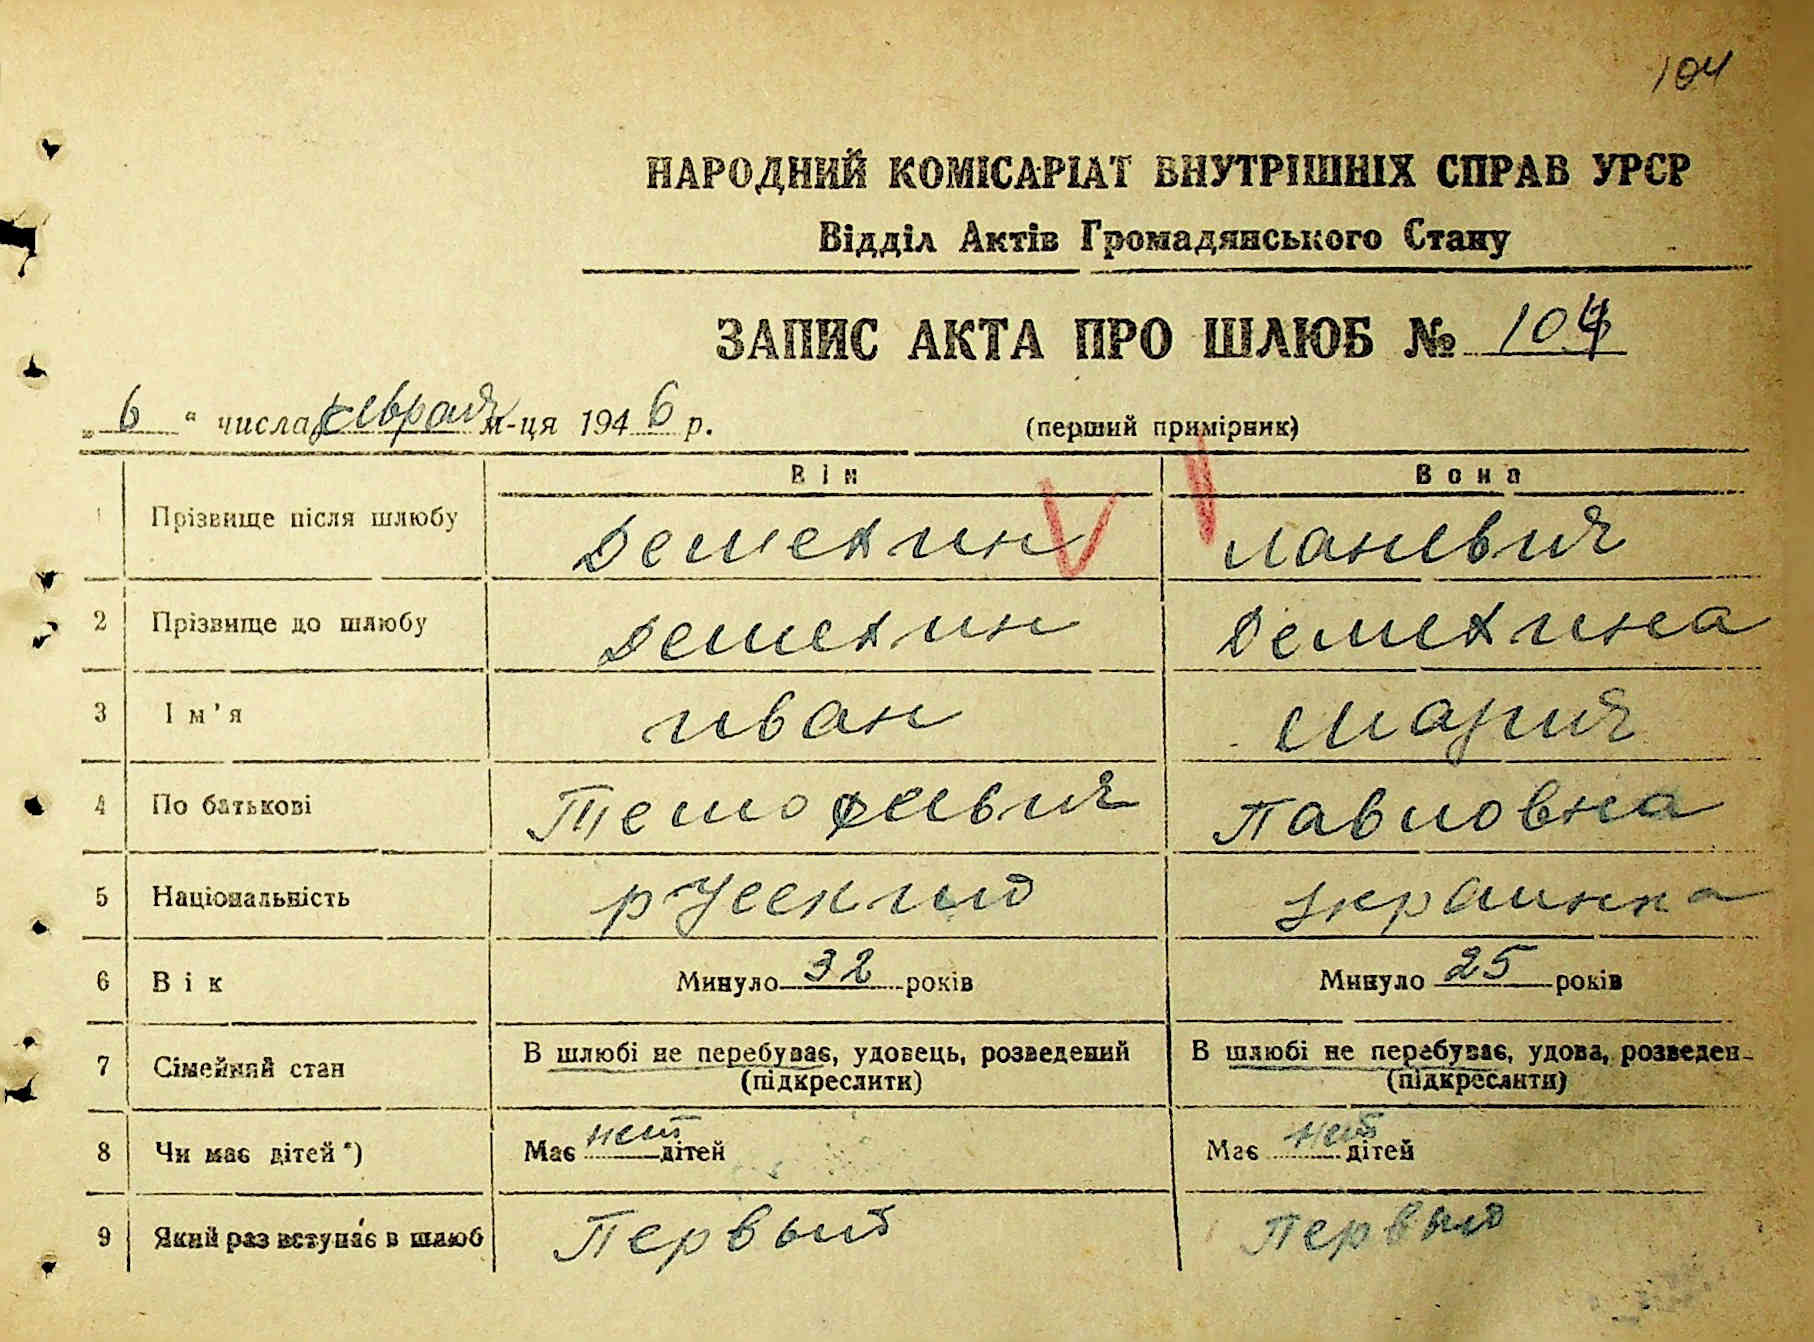 104
НАРОДНИЙ КОМІСАРІАТ ВНУТРІШНІХ СПРАВ УРСР
Відділ Актів Громадянського Стану
ЗАПИС АКТА ПРО ШЛЮБ № 104
„ 6 “ числа февраля м-ця 1946 р. (перший примірник)
Він Вона
1 Прізвище після шлюбу Демехин Ланевич
2 Прізвище до шлюбу Демехин Демехина
3 Ім'я Иван Мария
4 По батькові Темофеевич Павловна
5 Національність русский украинка
6 Вік Минуло 32 років Минуло 25 років
7 Сімейний стан В шлюбі не перебуває, удовець, розведений (підкреслити) В шлюбі не перебуває, удова, розведен- (підкреслити)
8 Чи має дітей *) Має нет дітей Має нет дітей
9 Який раз вступає в шлюб Первый Первый